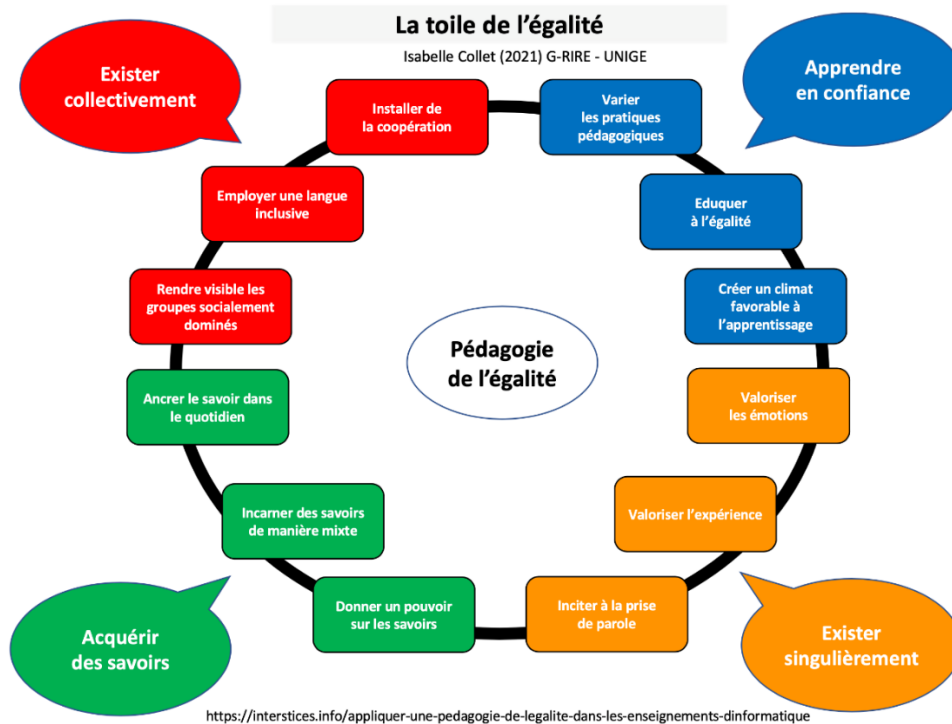 La toile de l'égalité
Isabelle Collet (2021) G-RIRE - UNIGE
Exister
collectivement
Apprendre
en confiance
Installer de
la coopération
Varier
les pratiques
pédagogiques
Employer une langue
inclusive
Eduquer
à l'égalité
Rendre visible les
groupes socialement
dominés
Créer un climat
favorable à
l'apprentissage
Pédagogie
de l'égalité
Ancrer le savoir dans
le quotidien
Valoriser
les émotions
Incarner des savoirs
de manière mixte
Valoriser l'expérience
Donner un pouvoir
sur les savoirs
Inciter à la prise
de parole
Acquérir
des savoirs
Exister
singulièrement
https://interstices.info/appliquer-une-pedagogie-de-legalite-dans-les-enseignements-dinformatique